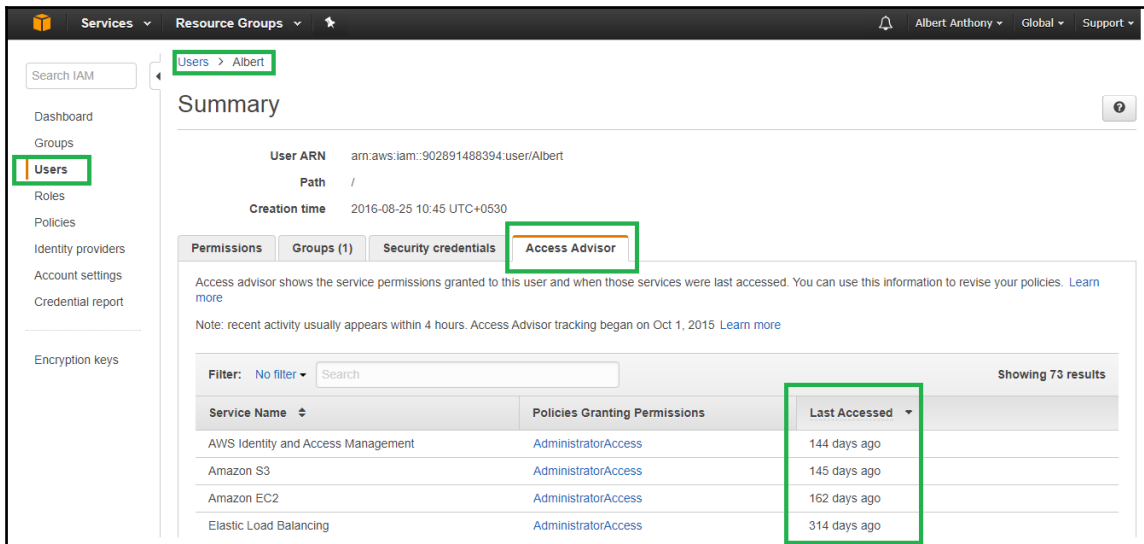 Services Resource Groups Albert Anthony Global Support
Search IAM
Dashboard
Groups
Users
Roles
Policies
Identity providers
Account settings
Credential report
Encryption keys
Users > Albert
Summary
User ARN arn:aws:iam::902891488394:user/Albert
Path /
Creation time 2016-08-25 10:45 UTC+0530
Permissions Groups (1) Security credentials Access Advisor
Access advisor shows the service permissions granted to this user and when those services were last accessed. You can use this information to revise your policies. Learn
more
Note: recent activity usually appears within 4 hours. Access Advisor tracking began on Oct 1, 2015 Learn more
Filter: No filter Search Showing 73 results
Service Name Policies Granting Permissions Last Accessed
AWS Identity and Access Management AdministratorAccess 144 days ago
Amazon S3 AdministratorAccess 145 days ago
Amazon EC2 AdministratorAccess 162 days ago
Elastic Load Balancing AdministratorAccess 314 days ago